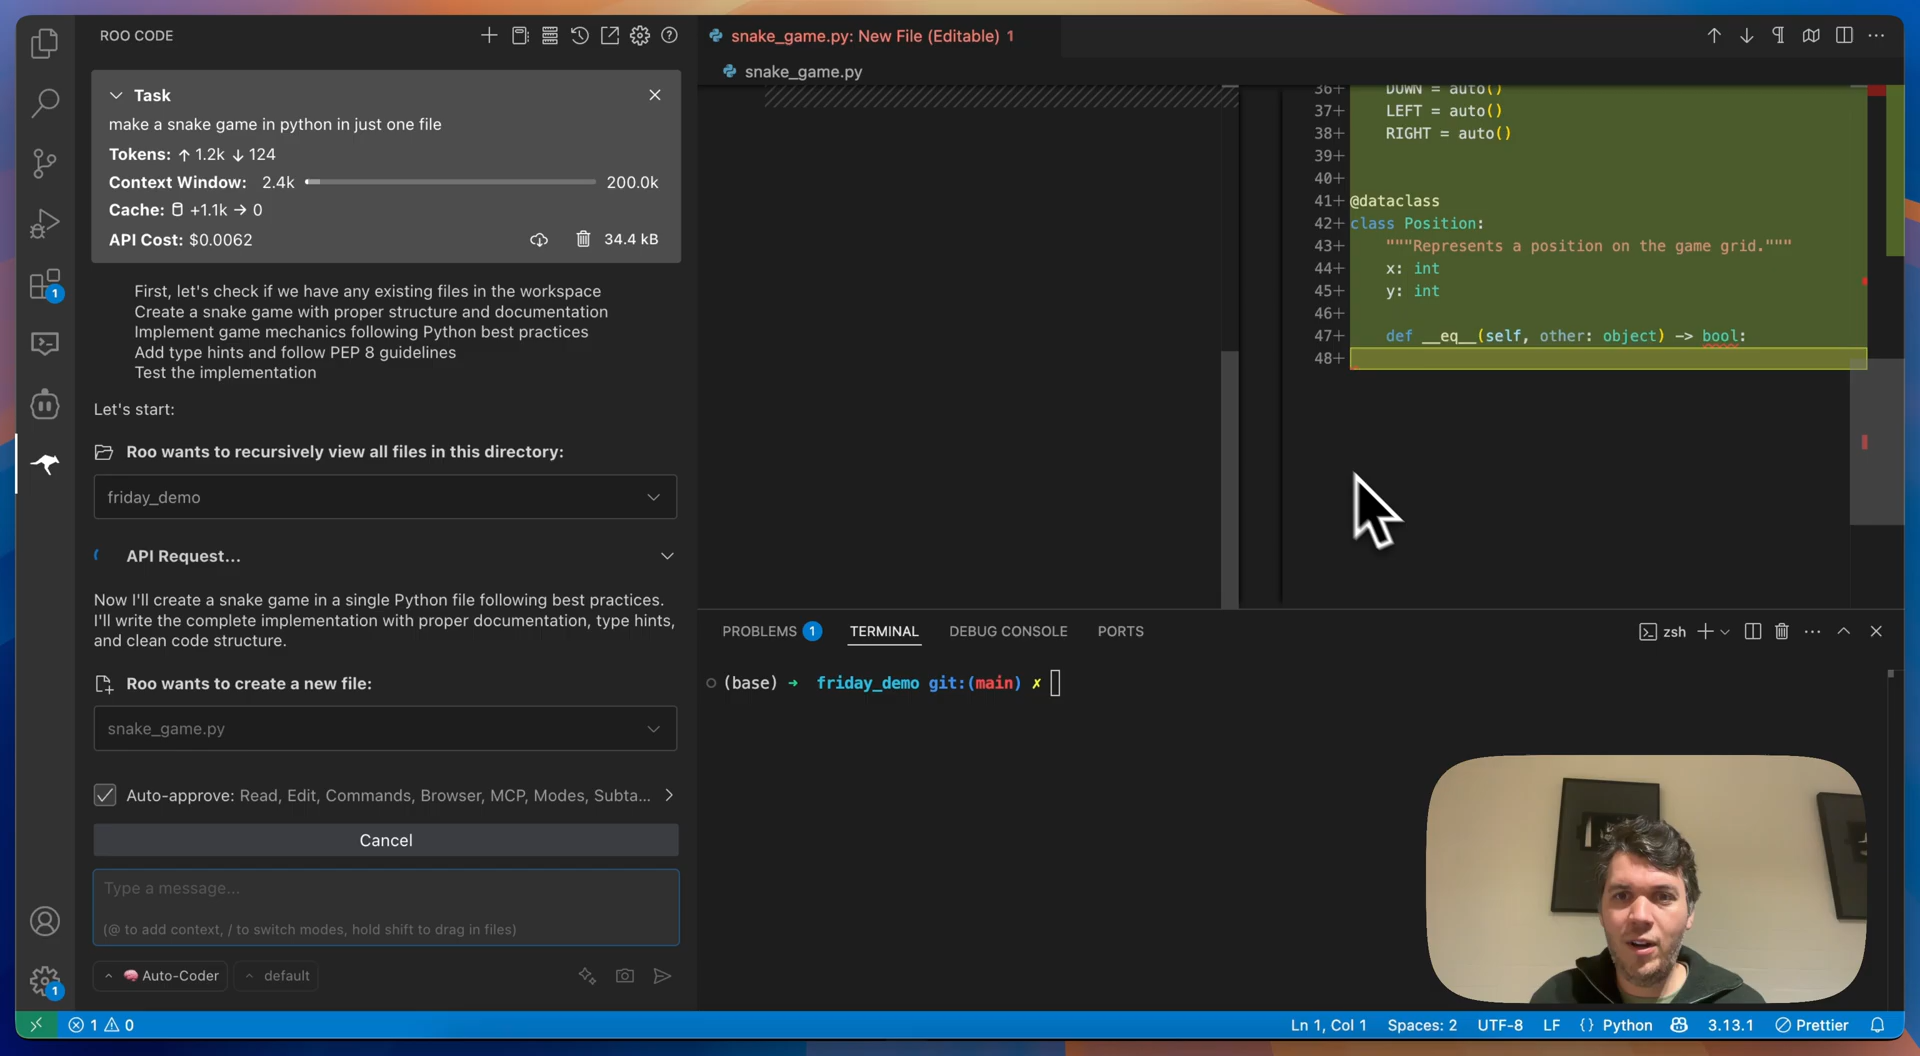 ROO CODE
Task
make a snake game in python in just one file
Tokens: ↑ 1.2k ↓ 124
Context Window: 2.4k 200.0k
Cache: +1.1k → 0
API Cost: $0.0062 34.4 kB
First, let's check if we have any existing files in the workspace
Create a snake game with proper structure and documentation
Implement game mechanics following Python best practices
Add type hints and follow PEP 8 guidelines
Test the implementation
Let's start:
Roo wants to recursively view all files in this directory:
friday_demo
API Request...
Now I'll create a snake game in a single Python file following best practices.
I'll write the complete implementation with proper documentation, type hints,
and clean code structure.
Roo wants to create a new file:
snake_game.py
Auto-approve: Read, Edit, Commands, Browser, MCP, Modes, Subta...
Cancel
Type a message...
(@ to add context, / to switch modes, hold shift to drag in files)
Auto-Coder default
1
1
snake_game.py: New File (Editable) 1
snake_game.py
36+ DOWN = auto()
37+ LEFT = auto()
38+ RIGHT = auto()
39+
40+
41+ @dataclass
42+ class Position:
43+ """Represents a position on the game grid."""
44+ x: int
45+ y: int
46+
47+ def __eq__(self, other: object) -> bool:
48+
PROBLEMS 1 TERMINAL DEBUG CONSOLE PORTS
zsh
(base) → friday_demo git:(main) ✗
1 0
Ln 1, Col 1 Spaces: 2 UTF-8 LF {} Python 3.13.1 Prettier